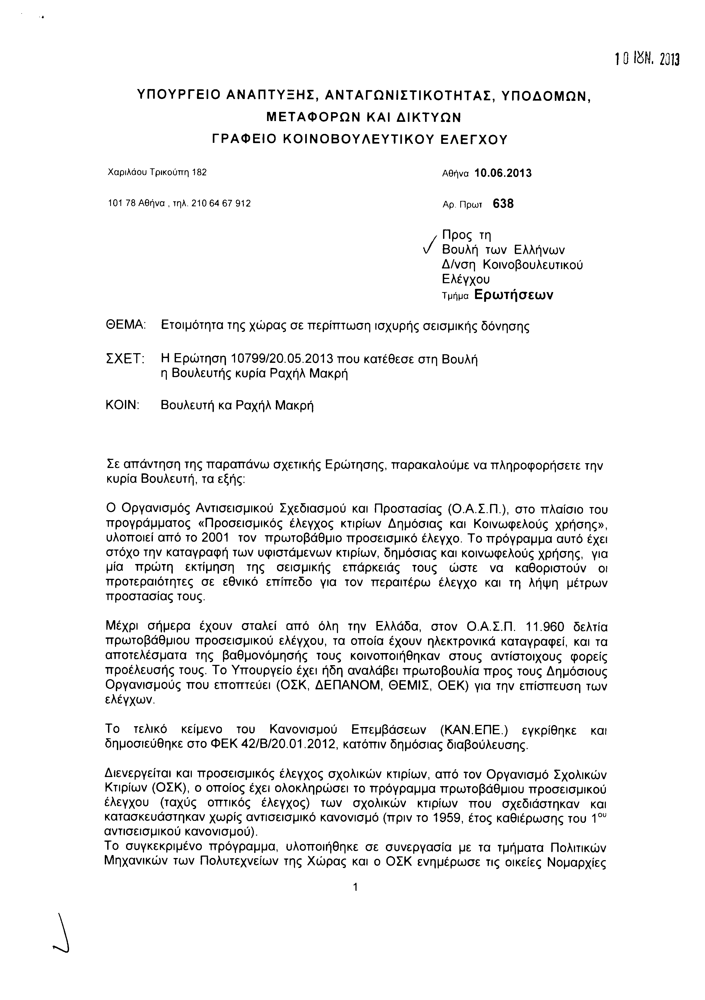 10 ΙΟΥΝ. 2013
ΥΠΟΥΡΓΕΙΟ ΑΝΑΠΤΥΞΗΣ, ΑΝΤΑΓΩΝΙΣΤΙΚΟΤΗΤΑΣ, ΥΠΟΔΟΜΩΝ,
ΜΕΤΑΦΟΡΩΝ ΚΑΙ ΔΙΚΤΥΩΝ
ΓΡΑΦΕΙΟ ΚΟΙΝΟΒΟΥΛΕΥΤΙΚΟΥ ΕΛΕΓΧΟΥ
Χαριλάου Τρικούπη 182
Αθήνα 10.06.2013
101 78 Αθήνα , τηλ. 210 64 67 912
Αρ. Πρωτ 638
Προς τη
Βουλή των Ελλήνων
Δ/νση Κοινοβουλευτικού
Ελέγχου
Τμήμα Ερωτήσεων
ΘΕΜΑ: Ετοιμότητα της χώρας σε περίπτωση ισχυρής σεισμικής δόνησης
ΣΧΕΤ: Η Ερώτηση 10799/20.05.2013 που κατέθεσε στη Βουλή
η Βουλευτής κυρία Ραχήλ Μακρή
ΚΟΙΝ: Βουλευτή κα Ραχήλ Μακρή
Σε απάντηση της παραπάνω σχετικής Ερώτησης, παρακαλούμε να πληροφορήσετε την
κυρία Βουλευτή, τα εξής:
Ο Οργανισμός Αντισεισμικού Σχεδιασμού και Προστασίας (Ο.Α.Σ.Π.), στο πλαίσιο του
προγράμματος «Προσεισμικός έλεγχος κτιρίων Δημόσιας και Κοινωφελούς χρήσης»,
υλοποιεί από το 2001 τον πρωτοβάθμιο προσεισμικό έλεγχο. Το πρόγραμμα αυτό έχει
στόχο την καταγραφή των υφιστάμενων κτιρίων, δημόσιας και κοινωφελούς χρήσης, για
μία πρώτη εκτίμηση της σεισμικής επάρκειάς τους ώστε να καθοριστούν οι
προτεραιότητες σε εθνικό επίπεδο για τον περαιτέρω έλεγχο και τη λήψη μέτρων
προστασίας τους.
Μέχρι σήμερα έχουν σταλεί από όλη την Ελλάδα, στον Ο.Α.Σ.Π. 11.960 δελτία
πρωτοβάθμιου προσεισμικού ελέγχου, τα οποία έχουν ηλεκτρονικά καταγραφεί, και τα
αποτελέσματα της βαθμονόμησής τους κοινοποιήθηκαν στους αντίστοιχους φορείς
προέλευσής τους. Το Υπουργείο έχει ήδη αναλάβει πρωτοβουλία προς τους Δημόσιους
Οργανισμούς που εποπτεύει (ΟΣΚ, ΔΕΠΑΝΟΜ, ΘΕΜΙΣ, ΟΕΚ) για την επίσπευση των
ελέγχων.
Το τελικό κείμενο του Κανονισμού Επεμβάσεων (ΚΑΝ.ΕΠΕ.) εγκρίθηκε και
δημοσιεύθηκε στο ΦΕΚ 42/Β/20.01.2012, κατόπιν δημόσιας διαβούλευσης.
Διενεργείται και προσεισμικός έλεγχος σχολικών κτιρίων, από τον Οργανισμό Σχολικών
Κτιρίων (ΟΣΚ), ο οποίος έχει ολοκληρώσει το πρόγραμμα πρωτοβάθμιου προσεισμικού
έλεγχου (ταχύς οπτικός έλεγχος) των σχολικών κτιρίων που σχεδιάστηκαν και
κατασκευάστηκαν χωρίς αντισεισμικό κανονισμό (πριν το 1959, έτος καθιέρωσης του 1ου
αντισεισμικού κανονισμού).
Το συγκεκριμένο πρόγραμμα, υλοποιήθηκε σε συνεργασία με τα τμήματα Πολιτικών
Μηχανικών των Πολυτεχνείων της Χώρας και ο ΟΣΚ ενημέρωσε τις οικείες Νομαρχίες
1